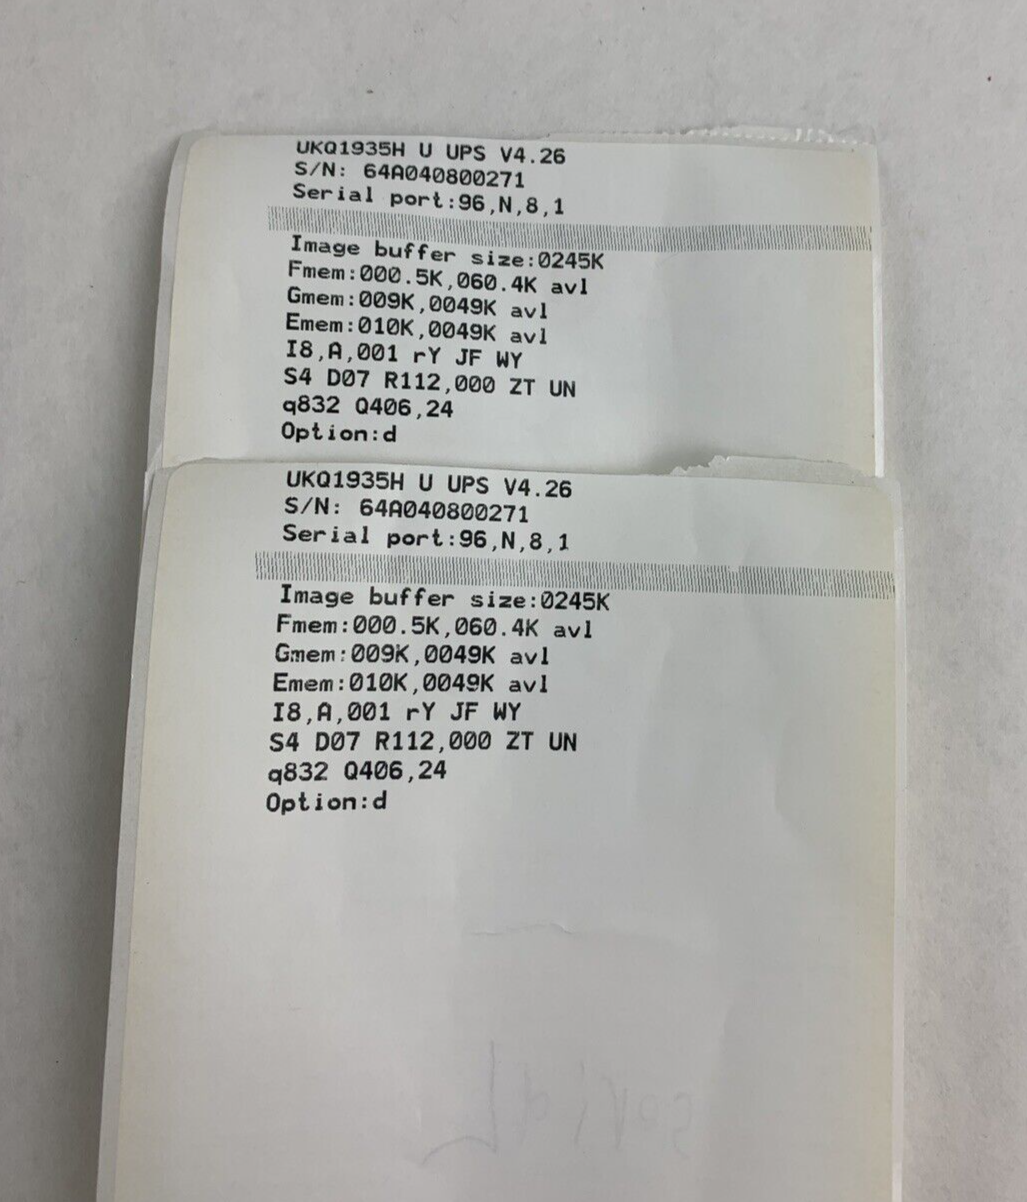 UKQ1935H U UPS V4.26
S/N: 64A040800271
Serial port:96,N,8,1
Image buffer size:0245K
Fmem:000.5K,060.4K avl
Gmem:009K,0049K avl
Emem:010K,0049K avl
I8,A,001 rY JF WY
S4 D07 R112,000 ZT UN
q832 Q406,24
Option:d
UKQ1935H U UPS V4.26
S/N: 64A040800271
Serial port:96,N,8,1
Image buffer size:0245K
Fmem:000.5K,060.4K avl
Gmem:009K,0049K avl
Emem:010K,0049K avl
I8,A,001 rY JF WY
S4 D07 R112,000 ZT UN
q832 Q406,24
Option:d